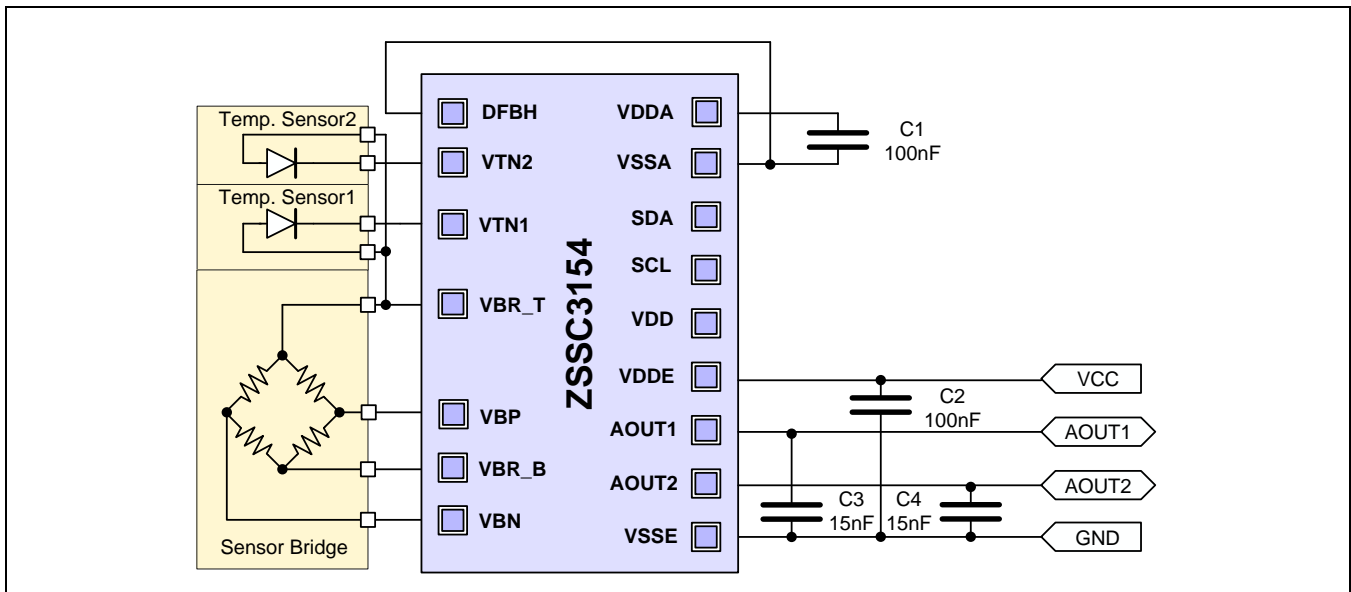 Temp. Sensor2
Temp. Sensor1
Sensor Bridge
DFBH
VTN2
VTN1
VBR_T
VBP
VBR_B
VBN
ZSSC3154
VDDA
VSSA
SDA
SCL
VDD
VDDE
AOUT1
AOUT2
VSSE
C1
100nF
C2
100nF
C3
15nF
C4
15nF
VCC
AOUT1
AOUT2
GND